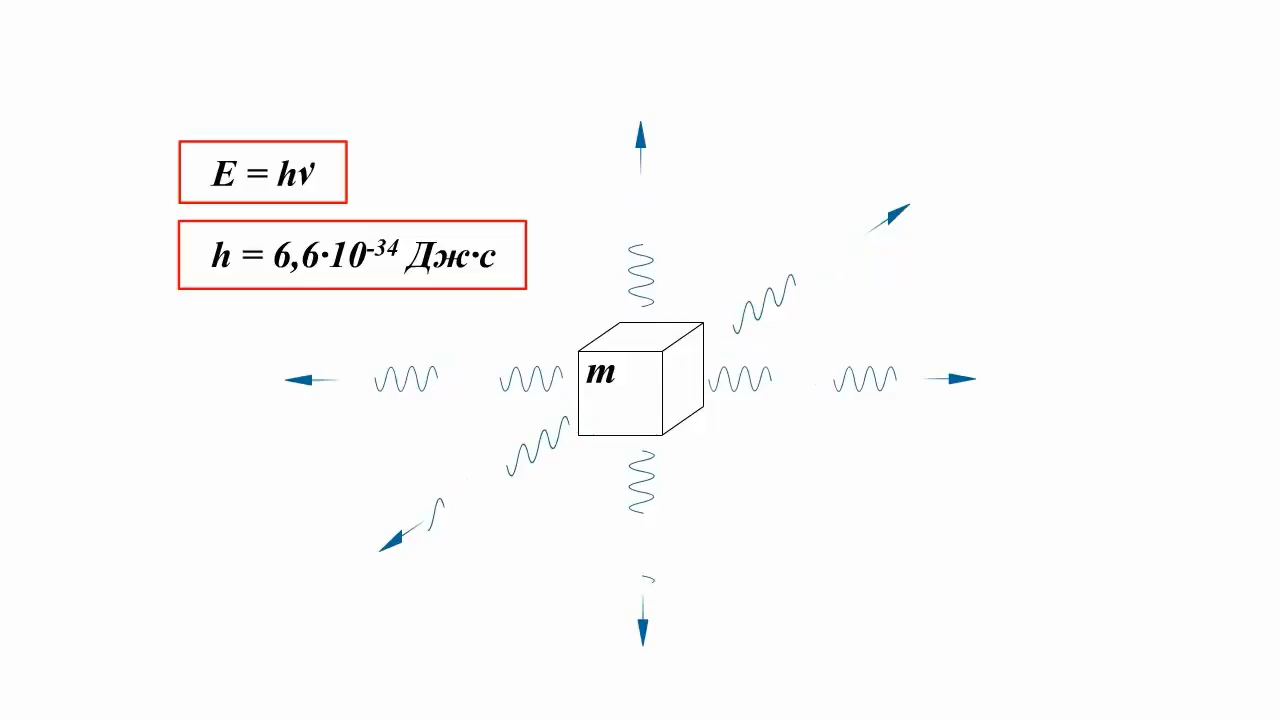 E = hν
h = 6,6·10⁻³⁴ Дж·с
m